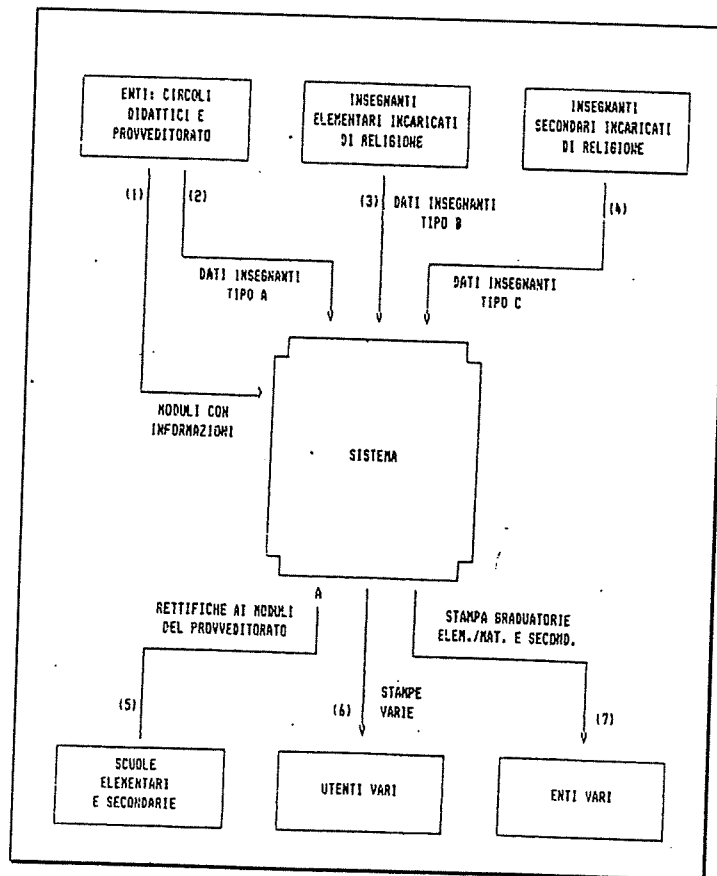 ENTI: CIRCOLI
DIDATTICI E
PROVVEDITORATO
INSEGNANTI
ELEMENTARI INCARICATI
DI RELIGIONE
INSEGNANTI
SECONDARI INCARICATI
DI RELIGIONE
(1)
(2)
(3)
DATI INSEGNANTI
TIPO B
(4)
DATI INSEGNANTI
TIPO A
DATI INSEGNANTI
TIPO C
MODULI CON
INFORMAZIONI
SISTEMA
RETTIFICHE AI MODULI
DEL PROVVEDITORATO
STAMPA GRADUATORIE
ELEM./MAT. E SECOND.
(5)
(6)
STAMPE
VARIE
(7)
SCUOLE
ELEMENTARI
E SECONDARIE
UTENTI VARI
ENTI VARI